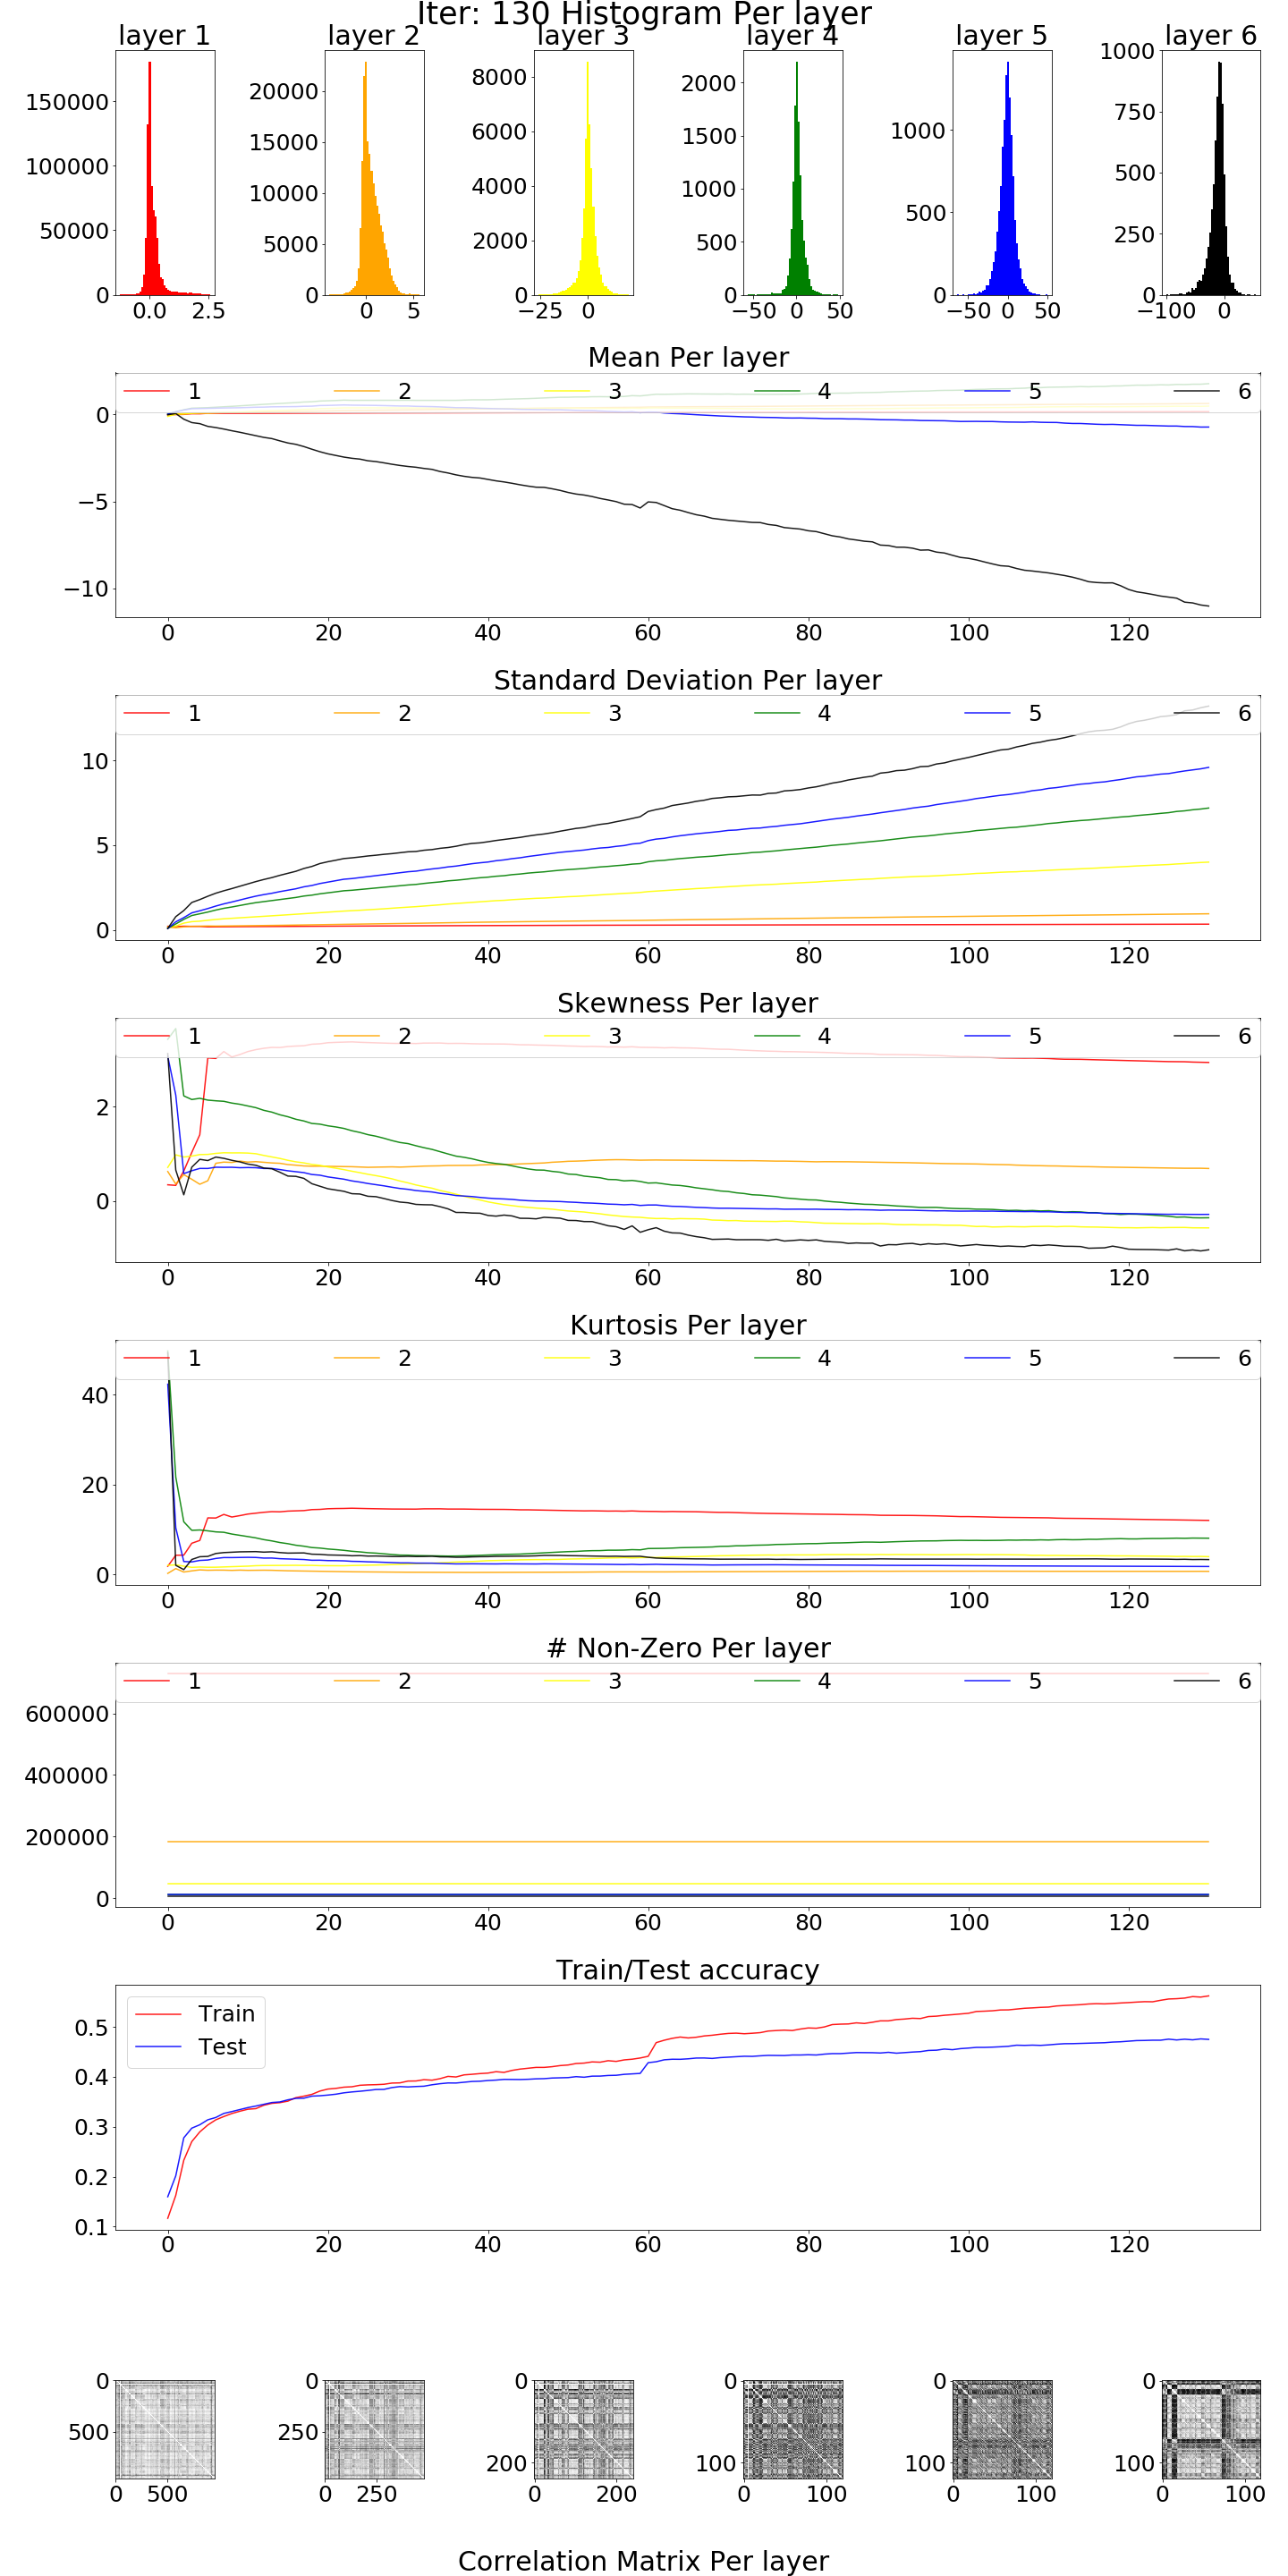 Iter: 130 Histogram Per layer
layer 1 layer 2 layer 3 layer 4 layer 5 layer 6
150000 100000 50000 0
0.0 2.5
20000 15000 10000 5000 0
0 5
8000 6000 4000 2000 0
−25 0
2000 1500 1000 500 0
−50 0 50
1000 500 0
−50 0 50
1000 750 500 250 0
−100 0
Mean Per layer
1 2 3 4 5 6
0
−5
−10
0 20 40 60 80 100 120
Standard Deviation Per layer
1 2 3 4 5 6
10
5
0
0 20 40 60 80 100 120
Skewness Per layer
1 2 3 4 5 6
2
0
0 20 40 60 80 100 120
Kurtosis Per layer
1 2 3 4 5 6
40
20
0
0 20 40 60 80 100 120
# Non-Zero Per layer
1 2 3 4 5 6
600000
400000
200000
0
0 20 40 60 80 100 120
Train/Test accuracy
Train
Test
0.5
0.4
0.3
0.2
0.1
0 20 40 60 80 100 120
0 500
0 500
0 250
0 250
0 200
0 200
0 100
0 100
0 100
0 100
0 100
0 100
Correlation Matrix Per layer